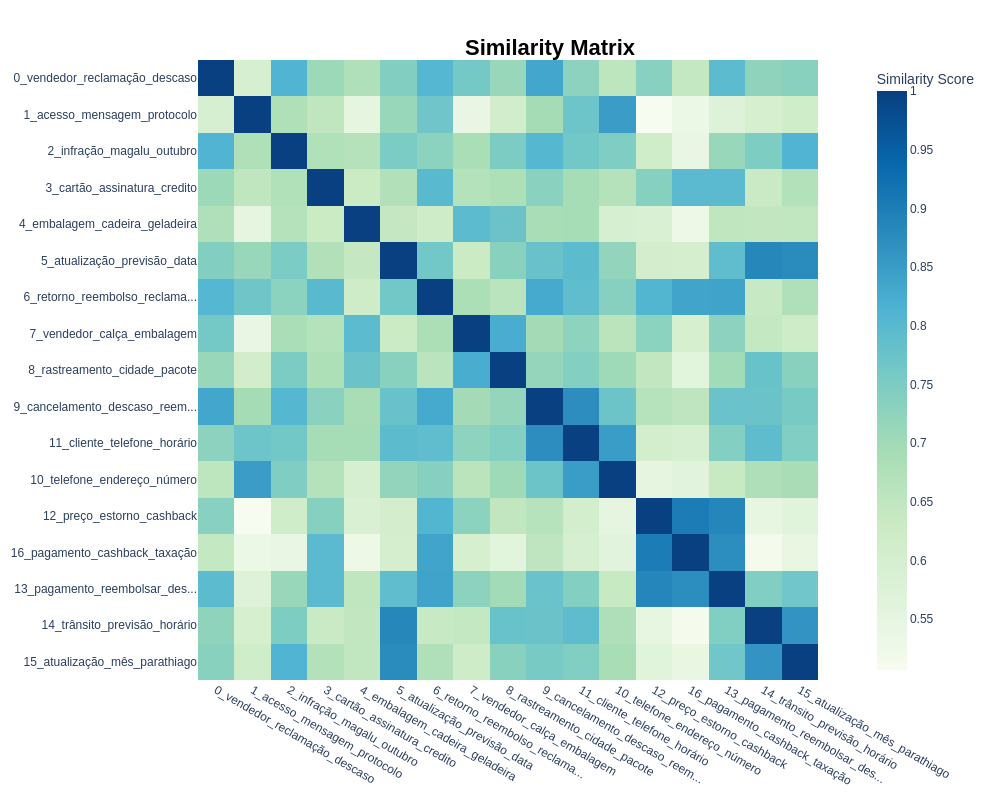 Similarity Matrix
Similarity Score
0_vendedor_reclamação_descaso
1_acesso_mensagem_protocolo
2_infração_magalu_outubro
3_cartão_assinatura_credito
4_embalagem_cadeira_geladeira
5_atualização_previsão_data
6_retorno_reembolso_reclama...
7_vendedor_calça_embalagem
8_rastreamento_cidade_pacote
9_cancelamento_descaso_reem...
11_cliente_telefone_horário
10_telefone_endereço_número
12_preço_estorno_cashback
16_pagamento_cashback_taxação
13_pagamento_reembolsar_des...
14_trânsito_previsão_horário
15_atualização_mês_parathiago
1
0.95
0.9
0.85
0.8
0.75
0.7
0.65
0.6
0.55
0_vendedor_reclamação_descaso
1_acesso_mensagem_protocolo
2_infração_magalu_outubro
3_cartão_assinatura_credito
4_embalagem_cadeira_geladeira
5_atualização_previsão_data
6_retorno_reembolso_reclama...
7_vendedor_calça_embalagem
8_rastreamento_cidade_pacote
9_cancelamento_descaso_reem...
11_cliente_telefone_horário
10_telefone_endereço_número
12_preço_estorno_cashback
16_pagamento_cashback_taxação
13_pagamento_reembolsar_des...
14_trânsito_previsão_horário
15_atualização_mês_parathiago